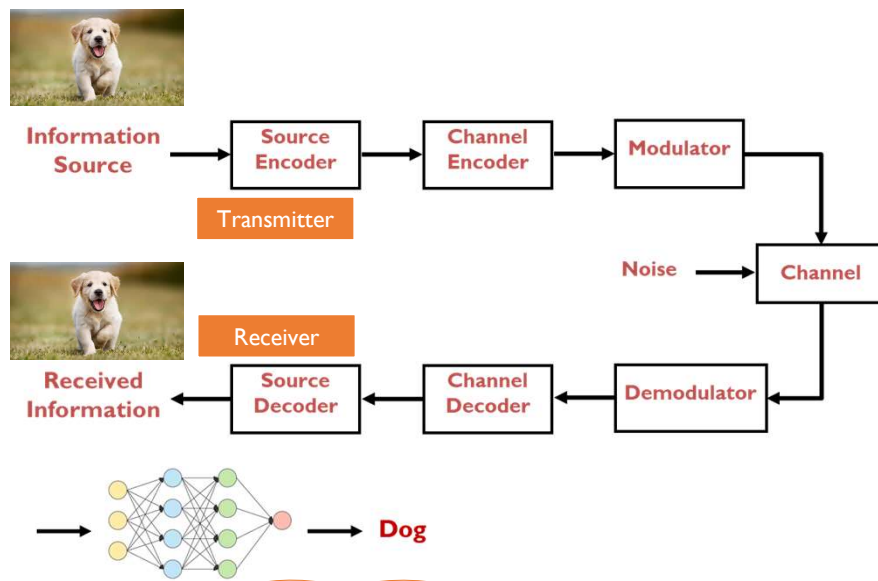 Information
Source
Source
Encoder
Channel
Encoder
Modulator
Transmitter
Noise
Channel
Receiver
Received
Information
Source
Decoder
Channel
Decoder
Demodulator
Dog